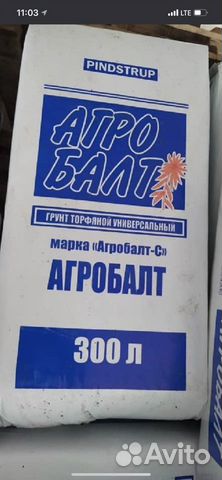 11:03
LTE
PINDSTRUP
АГРО
БАЛТ
ГРУНТ ТОРФЯНОЙ УНИВЕРСАЛЬНЫЙ
марка «Агробалт-С»
АГРОБАЛТ
300 л
Avito